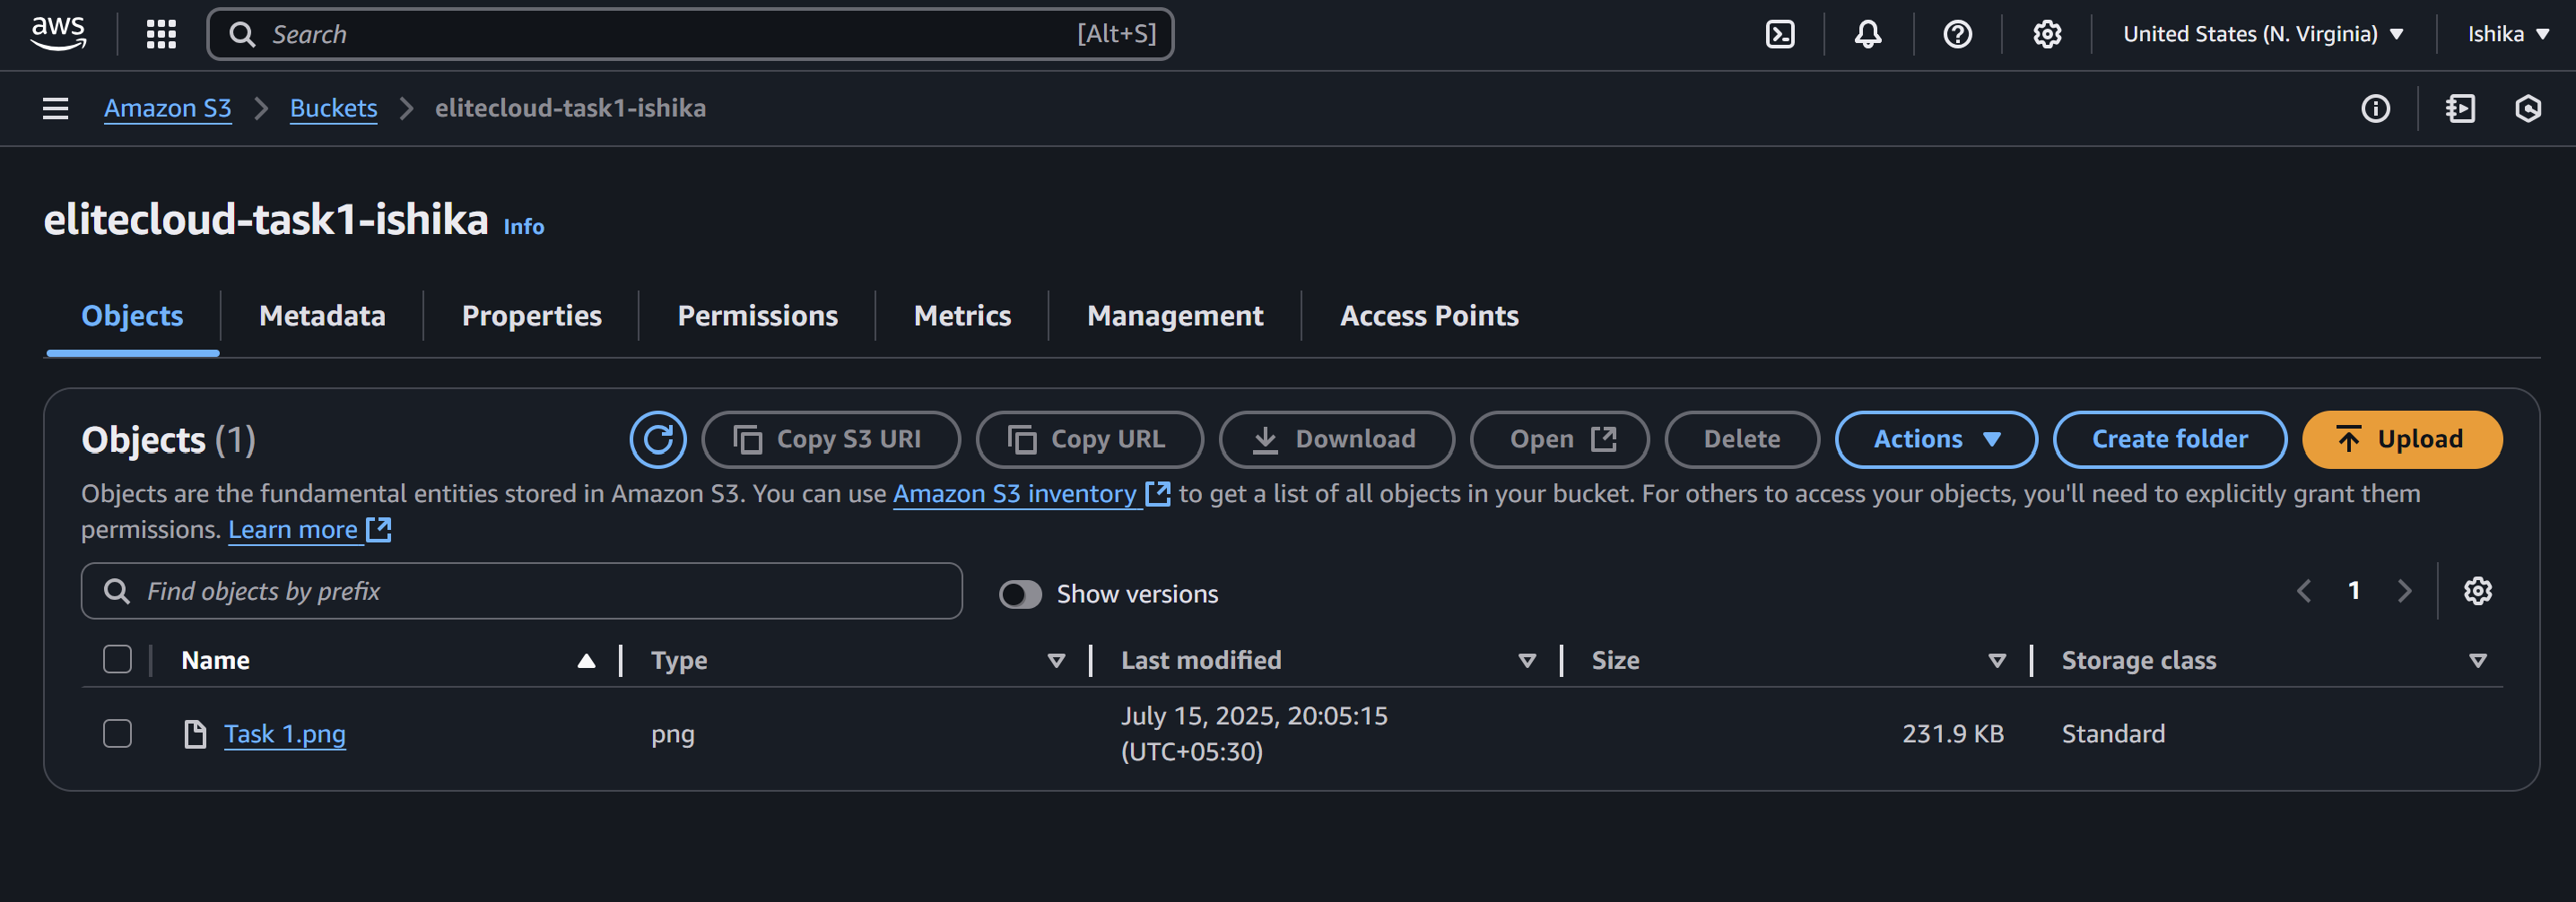 aws Search [Alt+S] United States (N. Virginia) Ishika
Amazon S3 Buckets elitecloud-task1-ishika
elitecloud-task1-ishika Info
Objects Metadata Properties Permissions Metrics Management Access Points
Objects (1) Copy S3 URI Copy URL Download Open Delete Actions Create folder Upload
Objects are the fundamental entities stored in Amazon S3. You can use Amazon S3 inventory to get a list of all objects in your bucket. For others to access your objects, you'll need to explicitly grant them
permissions. Learn more
Find objects by prefix Show versions 1
Name Type Last modified Size Storage class
Task 1.png png July 15, 2025, 20:05:15 231.9 KB Standard
(UTC+05:30)